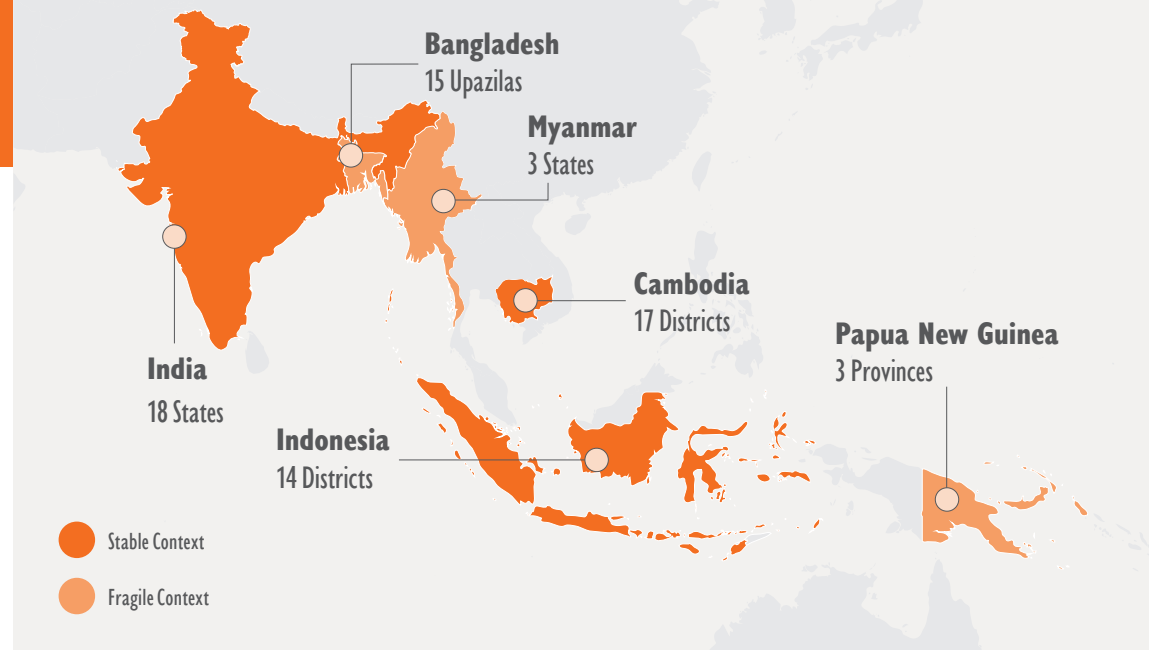 Bangladesh
15 Upazilas
Myanmar
3 States
Cambodia
17 Districts
Papua New Guinea
3 Provinces
India
18 States
Indonesia
14 Districts
Stable Context
Fragile Context